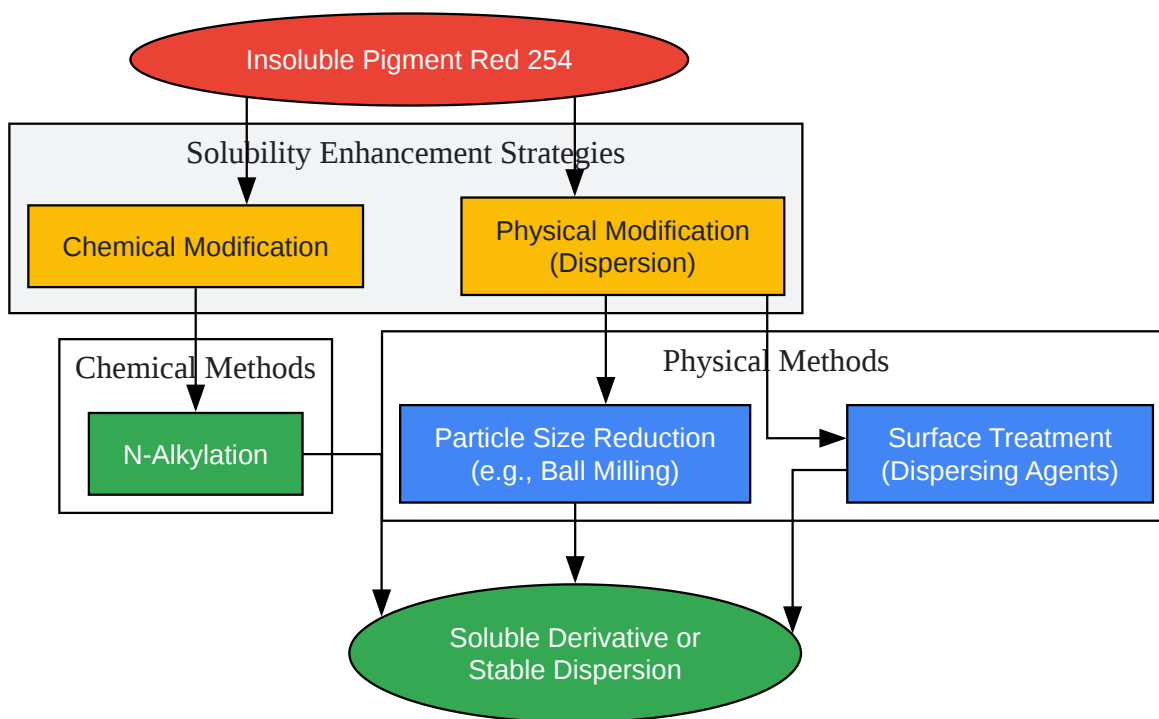 Insoluble Pigment Red 254
Solubility Enhancement Strategies
Chemical Modification
Physical Modification
(Dispersion)
Chemical Methods
Physical Methods
N-Alkylation
Particle Size Reduction
(e.g., Ball Milling)
Surface Treatment
(Dispersing Agents)
Soluble Derivative or
Stable Dispersion